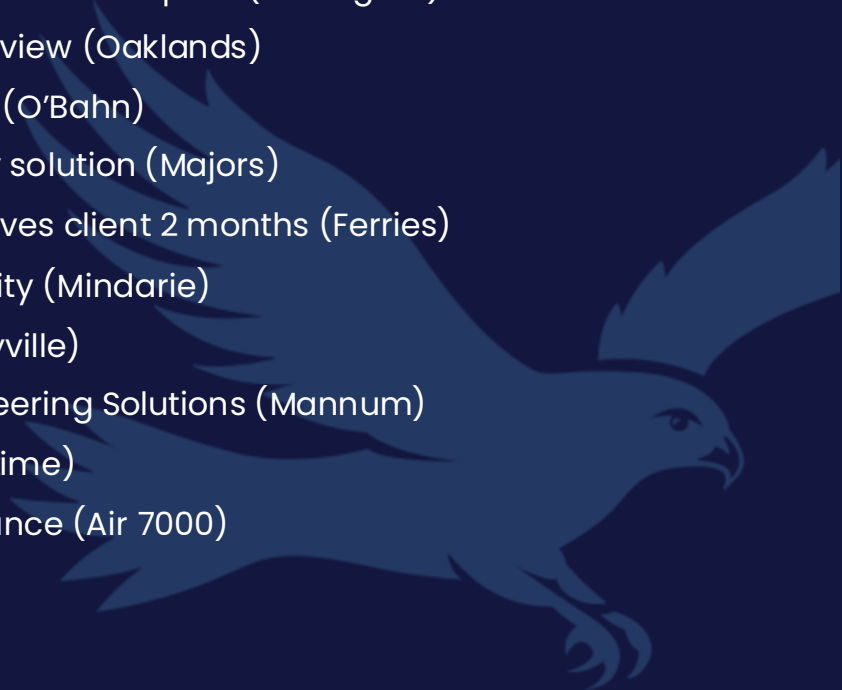 view (Oaklands)
(O’Bahn)
solution (Majors)
ves client 2 months (Ferries)
ity (Mindarie)
ville)
eering Solutions (Mannum)
ime)
nce (Air 7000)